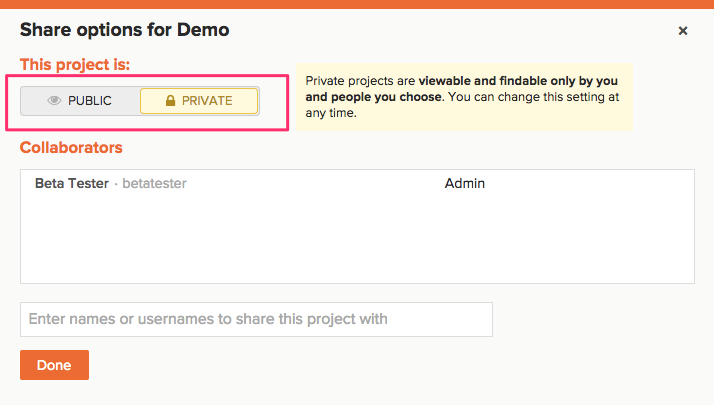 Share options for Demo
×
This project is:
PUBLIC PRIVATE
Private projects are viewable and findable only by you
and people you choose. You can change this setting at
any time.
Collaborators
Beta Tester · betatester Admin
Enter names or usernames to share this project with
Done